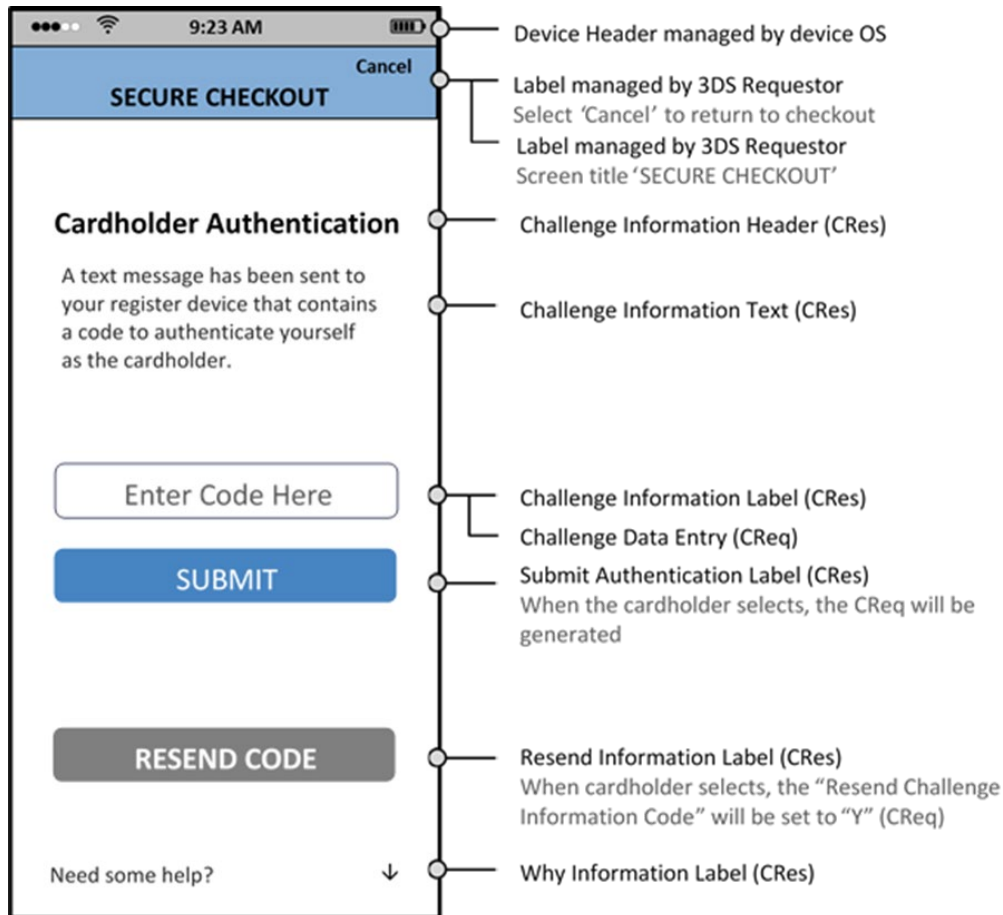 9:23 AM
Cancel
SECURE CHECKOUT
Cardholder Authentication
A text message has been sent to
your register device that contains
a code to authenticate yourself
as the cardholder.
Enter Code Here
SUBMIT
RESEND CODE
Need some help?
Device Header managed by device OS
Label managed by 3DS Requestor
Select ‘Cancel’ to return to checkout
Label managed by 3DS Requestor
Screen title ‘SECURE CHECKOUT’
Challenge Information Header (CRes)
Challenge Information Text (CRes)
Challenge Information Label (CRes)
Challenge Data Entry (CReq)
Submit Authentication Label (CRes)
When the cardholder selects, the CReq will be
generated
Resend Information Label (CRes)
When cardholder selects, the “Resend Challenge
Information Code” will be set to “Y” (CReq)
Why Information Label (CRes)